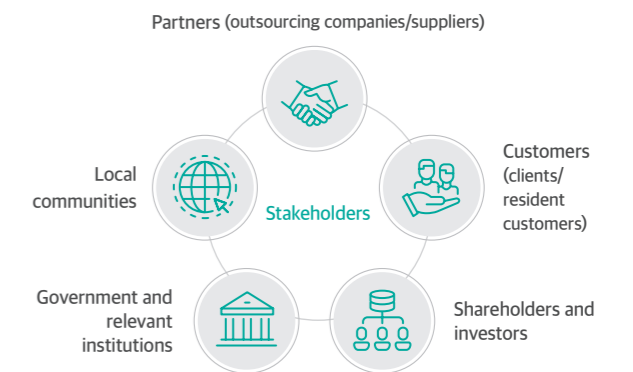 Partners (outsourcing companies/suppliers)
Customers
(clients/
resident
customers)
Local
communities
Stakeholders
Government and
relevant
institutions
Shareholders and
investors